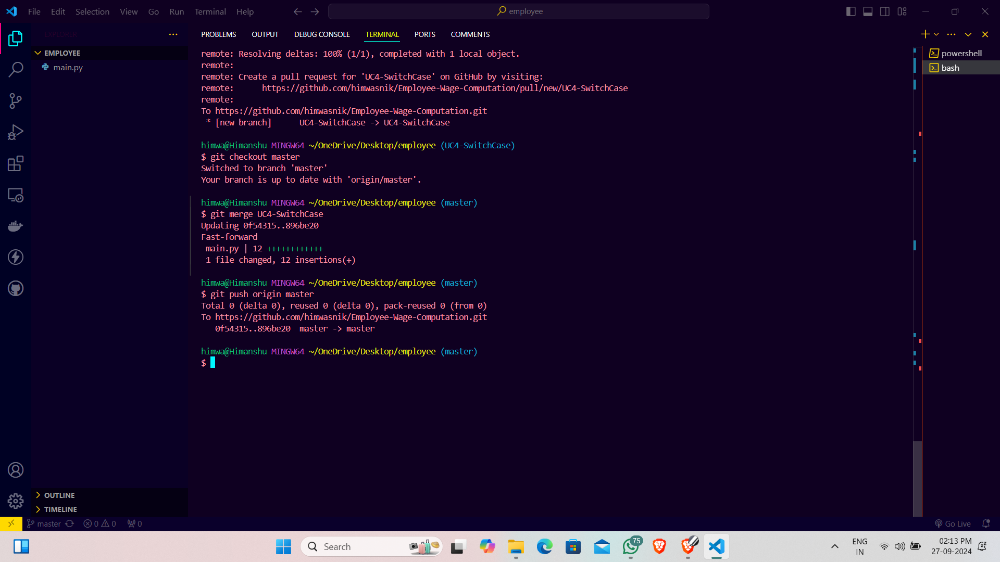 File Edit Selection View Go Run Terminal Help
employee
EXPLORER
EMPLOYEE
main.py
OUTLINE
TIMELINE
PROBLEMS OUTPUT DEBUG CONSOLE TERMINAL PORTS COMMENTS
remote: Resolving deltas: 100% (1/1), completed with 1 local object.
remote:
remote: Create a pull request for 'UC4-SwitchCase' on GitHub by visiting:
remote:      https://github.com/himwasnik/Employee-Wage-Computation/pull/new/UC4-SwitchCase
remote:
To https://github.com/himwasnik/Employee-Wage-Computation.git
 * [new branch]      UC4-SwitchCase -> UC4-SwitchCase
himwa@Himanshu MINGW64 ~/OneDrive/Desktop/employee (UC4-SwitchCase)
$ git checkout master
Switched to branch 'master'
Your branch is up to date with 'origin/master'.
himwa@Himanshu MINGW64 ~/OneDrive/Desktop/employee (master)
$ git merge UC4-SwitchCase
Updating 0f54315..896be20
Fast-forward
 main.py | 12 ++++++++++++
 1 file changed, 12 insertions(+)
himwa@Himanshu MINGW64 ~/OneDrive/Desktop/employee (master)
$ git push origin master
Total 0 (delta 0), reused 0 (delta 0), pack-reused 0 (from 0)
To https://github.com/himwasnik/Employee-Wage-Computation.git
   0f54315..896be20  master -> master
himwa@Himanshu MINGW64 ~/OneDrive/Desktop/employee (master)
$
powershell
bash
master 0 0 0
Go Live
Search
75
ENG
IN
02:13 PM
27-09-2024